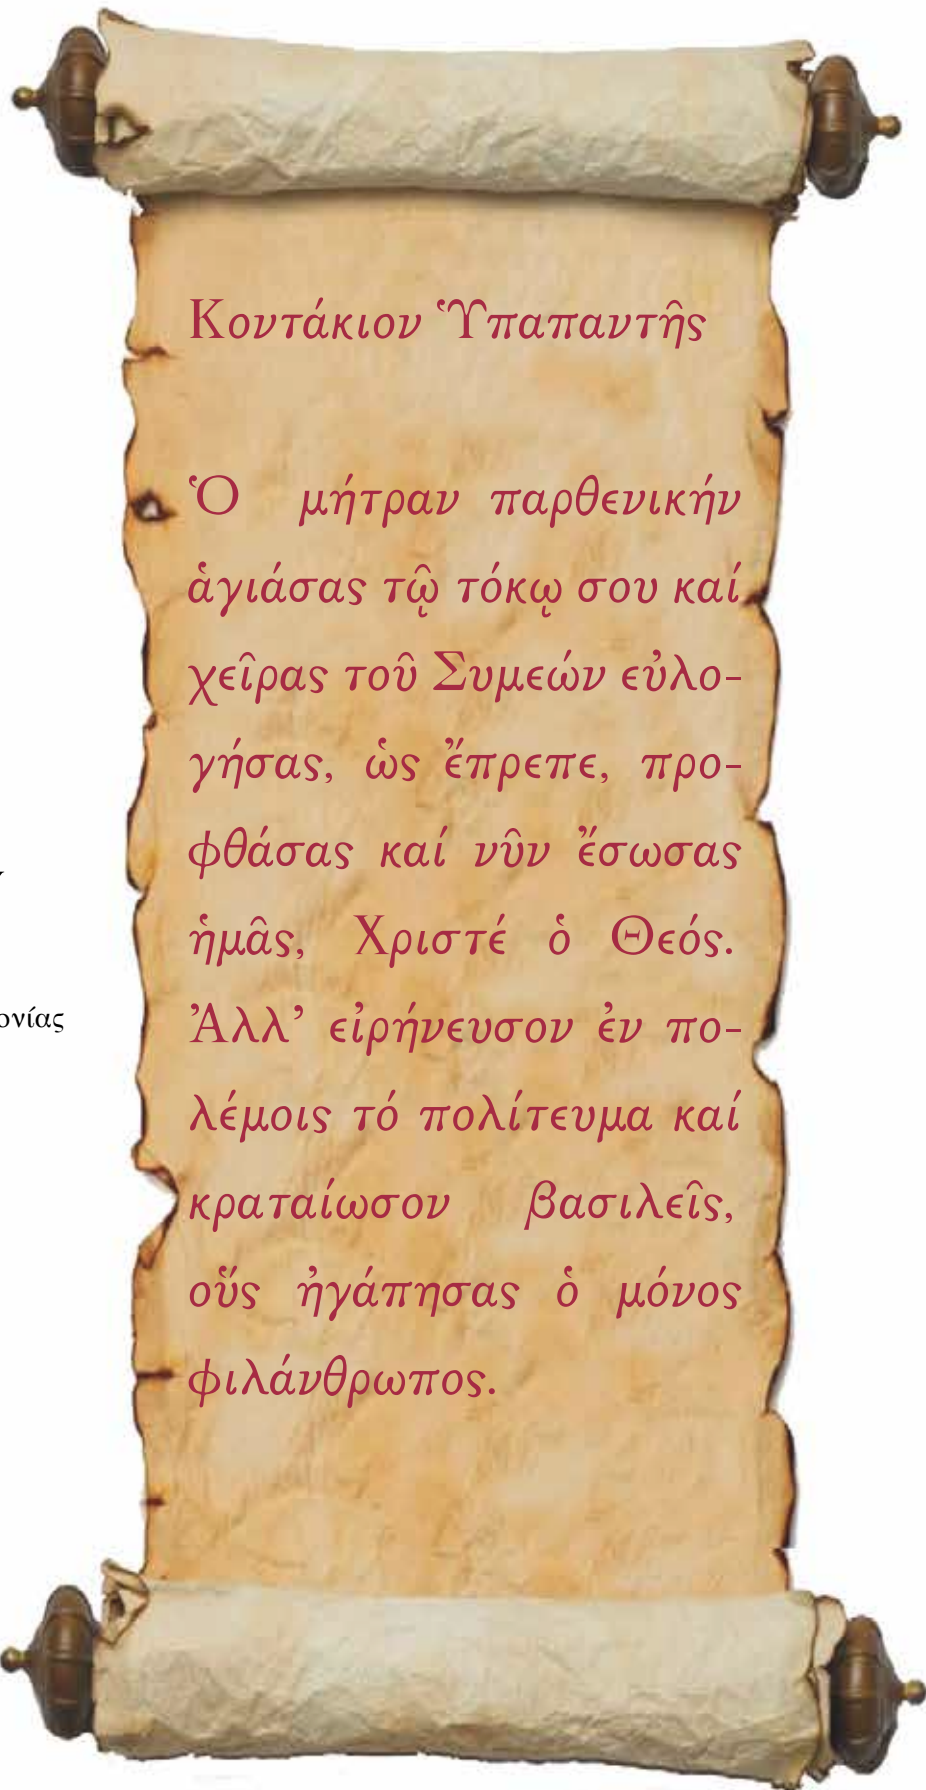 Κοντάκιον Ὑπαπαντῆς
Ὁ μήτραν παρθενικήν
ἁγιάσας τῷ τόκῳ σου καί
χεῖρας τοῦ Συμεών εὐλο-
γήσας, ὡς ἔπρεπε, προ-
φθάσας καί νῦν ἔσωσας
ἡμᾶς, Χριστέ ὁ Θεός.
Ἀλλ’ εἰρήνευσον ἐν πο-
λέμοις τό πολίτευμα καί
κραταίωσον βασιλεῖς,
οὕς ἠγάπησας ὁ μόνος
φιλάνθρωπος.
ονίας